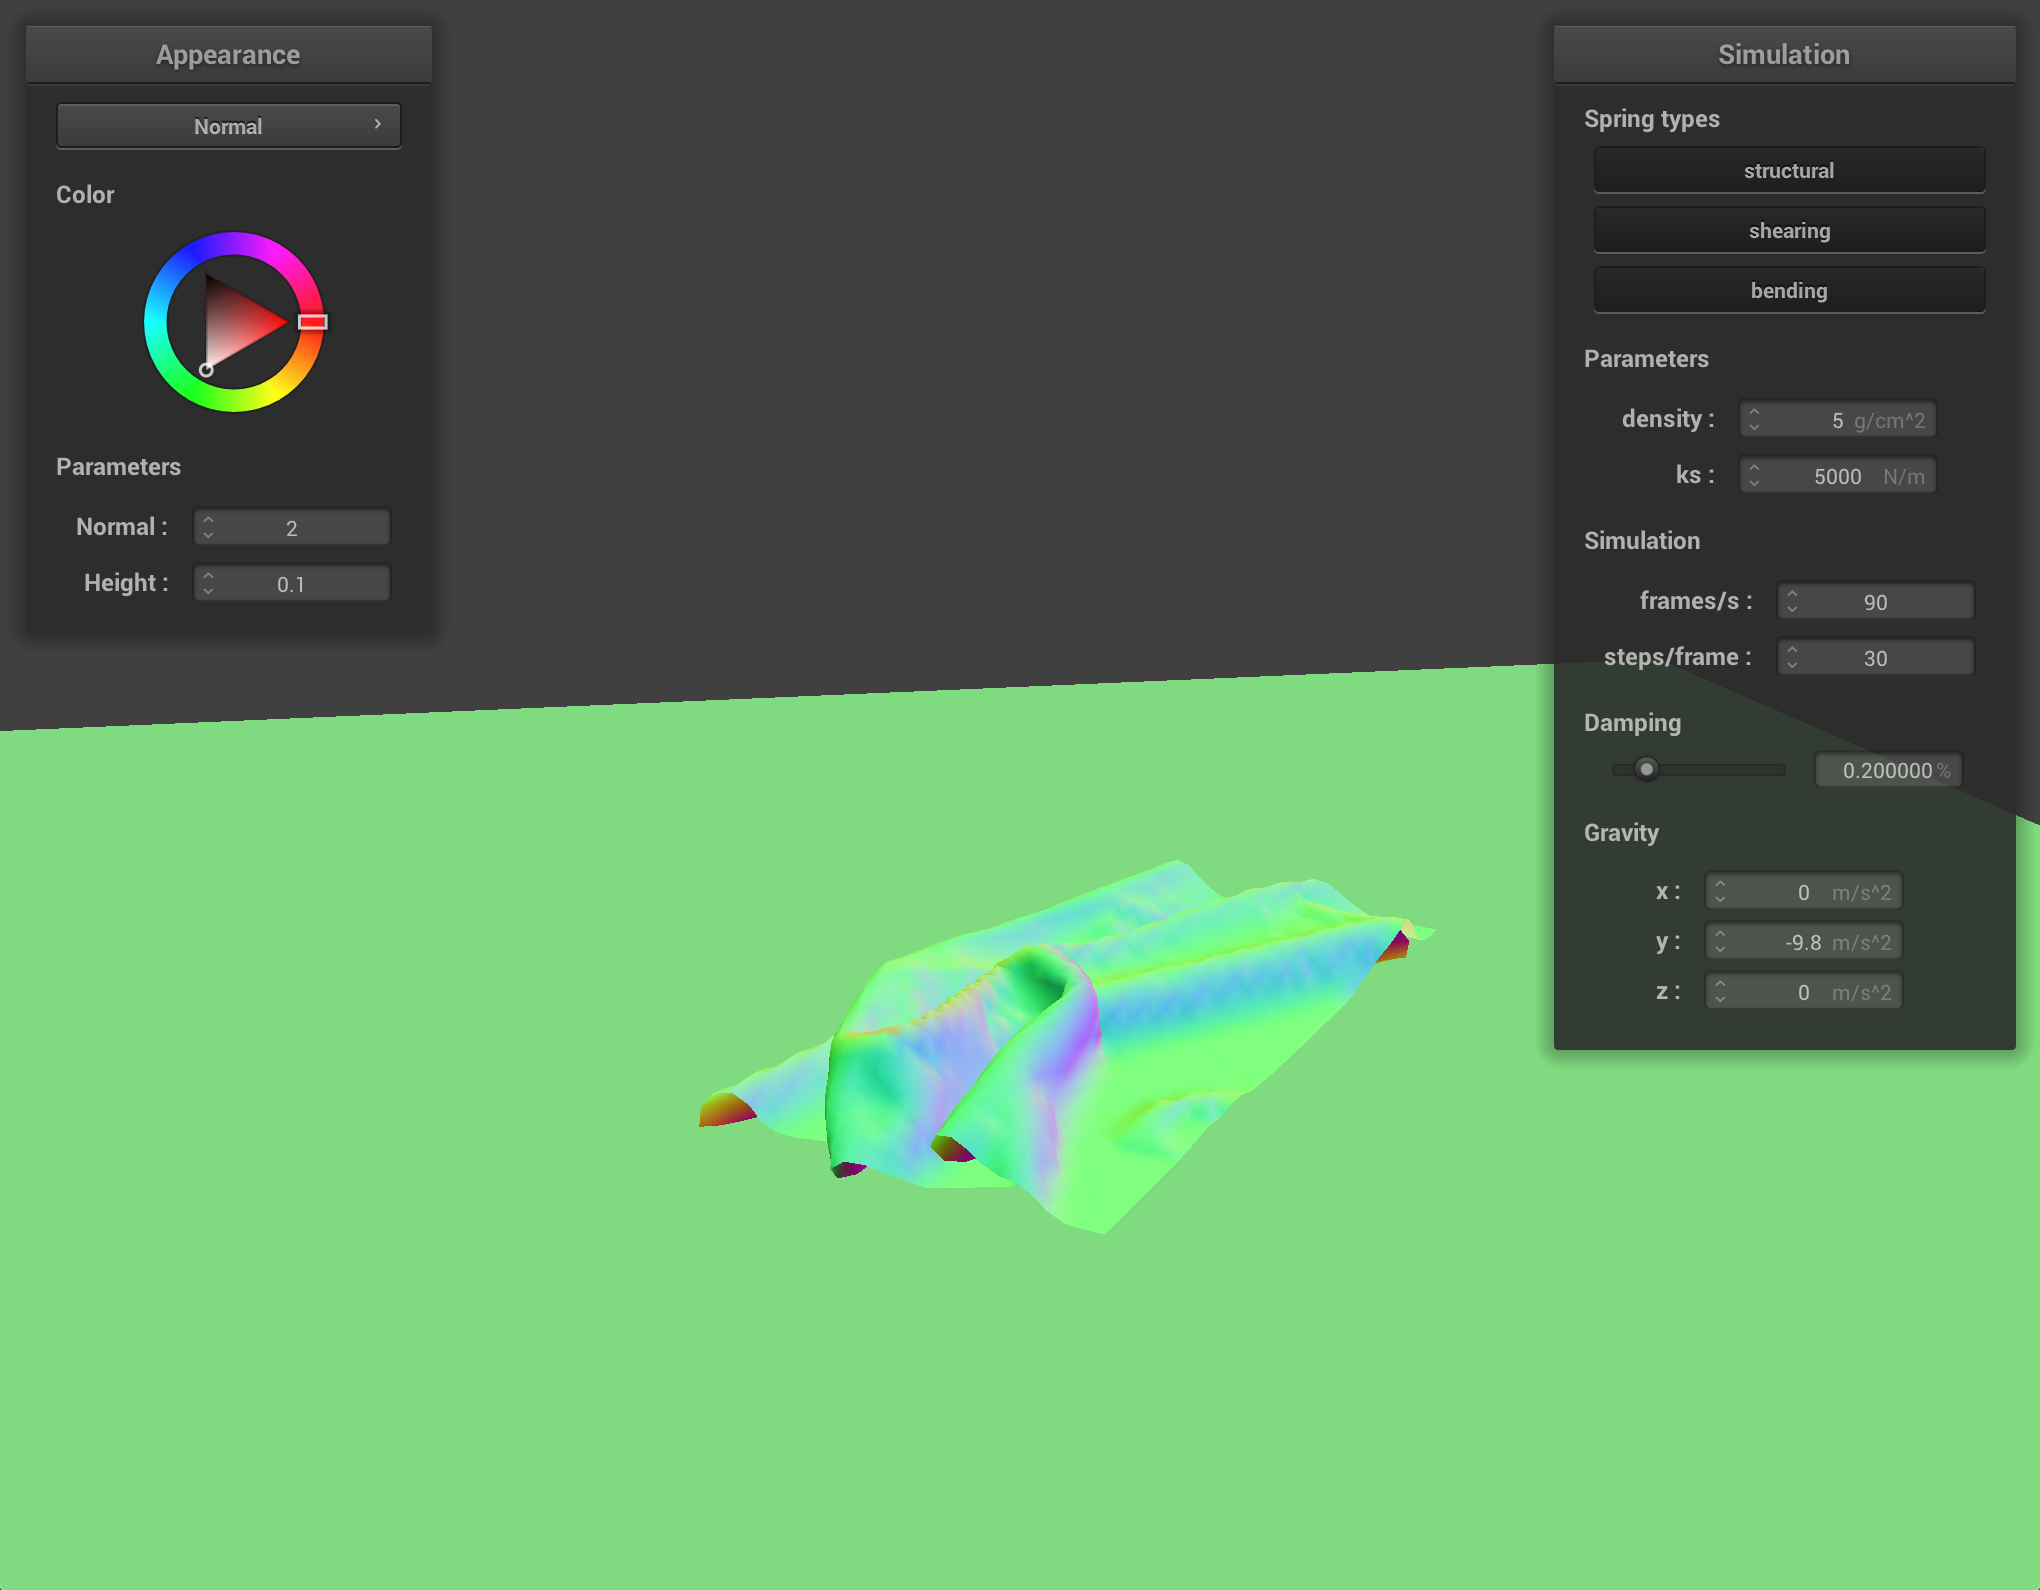 Appearance
Normal
Color
Parameters
Normal : 2
Height : 0.1
Simulation
Spring types
structural
shearing
bending
Parameters
density : 5 g/cm^2
ks : 5000 N/m
Simulation
frames/s : 90
steps/frame : 30
Damping
0.200000 %
Gravity
x : 0 m/s^2
y : -9.8 m/s^2
z : 0 m/s^2